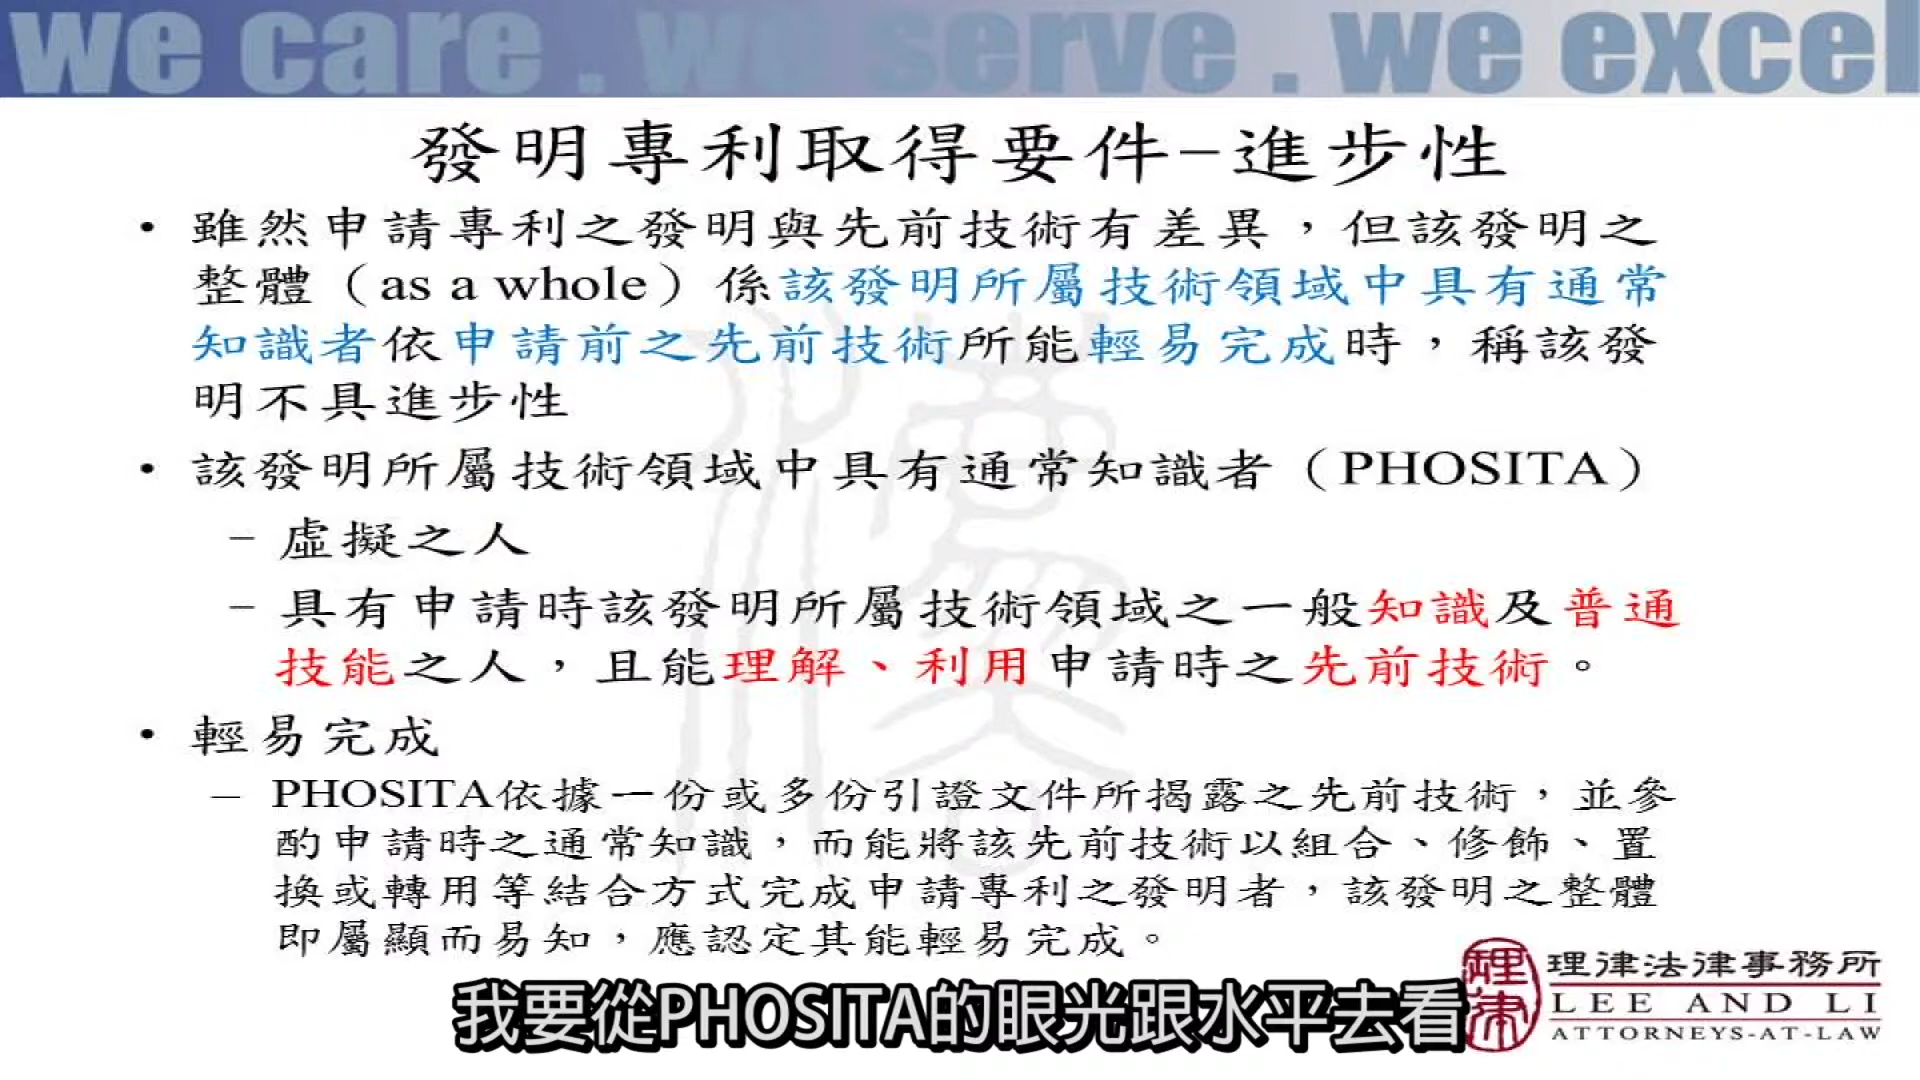 we care . we serve . we excel
發明專利取得要件-進步性
• 雖然申請專利之發明與先前技術有差異，但該發明之
整體（as a whole）係該發明所屬技術領域中具有通常
知識者依申請前之先前技術所能輕易完成時，稱該發
明不具進步性
• 該發明所屬技術領域中具有通常知識者（PHOSITA）
– 虛擬之人
– 具有申請時該發明所屬技術領域之一般知識及普通
技能之人，且能理解、利用申請時之先前技術。
• 輕易完成
– PHOSITA依據一份或多份引證文件所揭露之先前技術，並參
酌申請時之通常知識，而能將該先前技術以組合、修飾、置
換或轉用等結合方式完成申請專利之發明者，該發明之整體
即屬顯而易知，應認定其能輕易完成。
我要從PHOSITA的眼光跟水平去看
理律
理律法律事務所
LEE AND LI
ATTORNEYS-AT-LAW